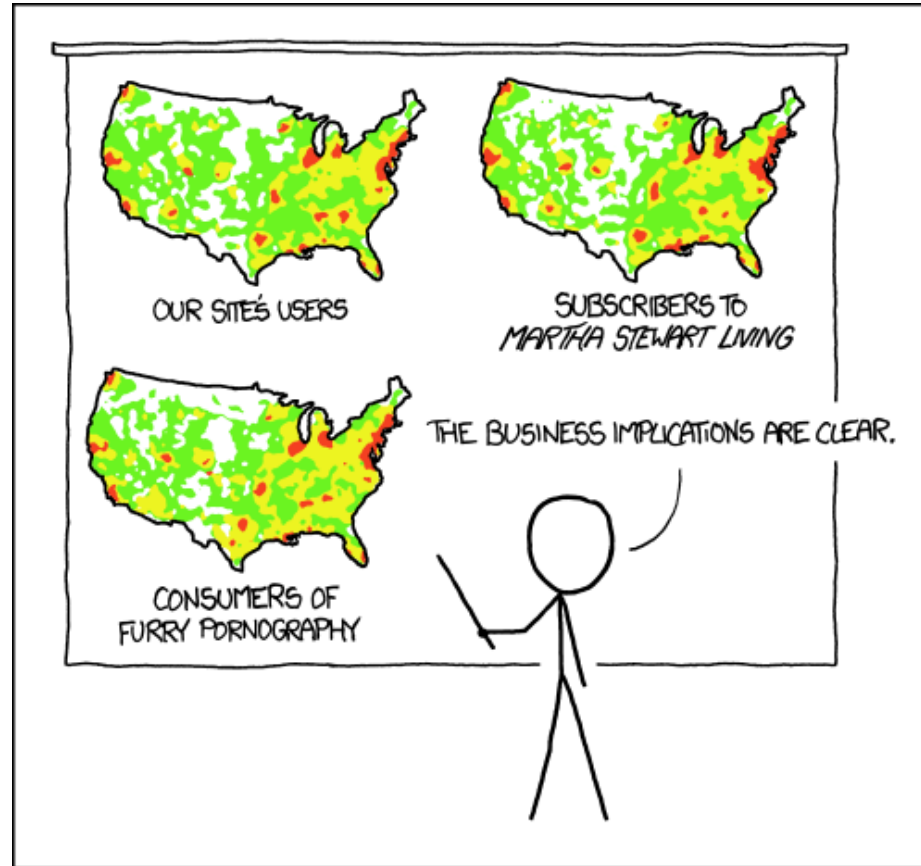 OUR SITE'S USERS
SUBSCRIBERS TO
MARTHA STEWART LIVING
CONSUMERS OF
FURRY PORNOGRAPHY
THE BUSINESS IMPLICATIONS ARE CLEAR.